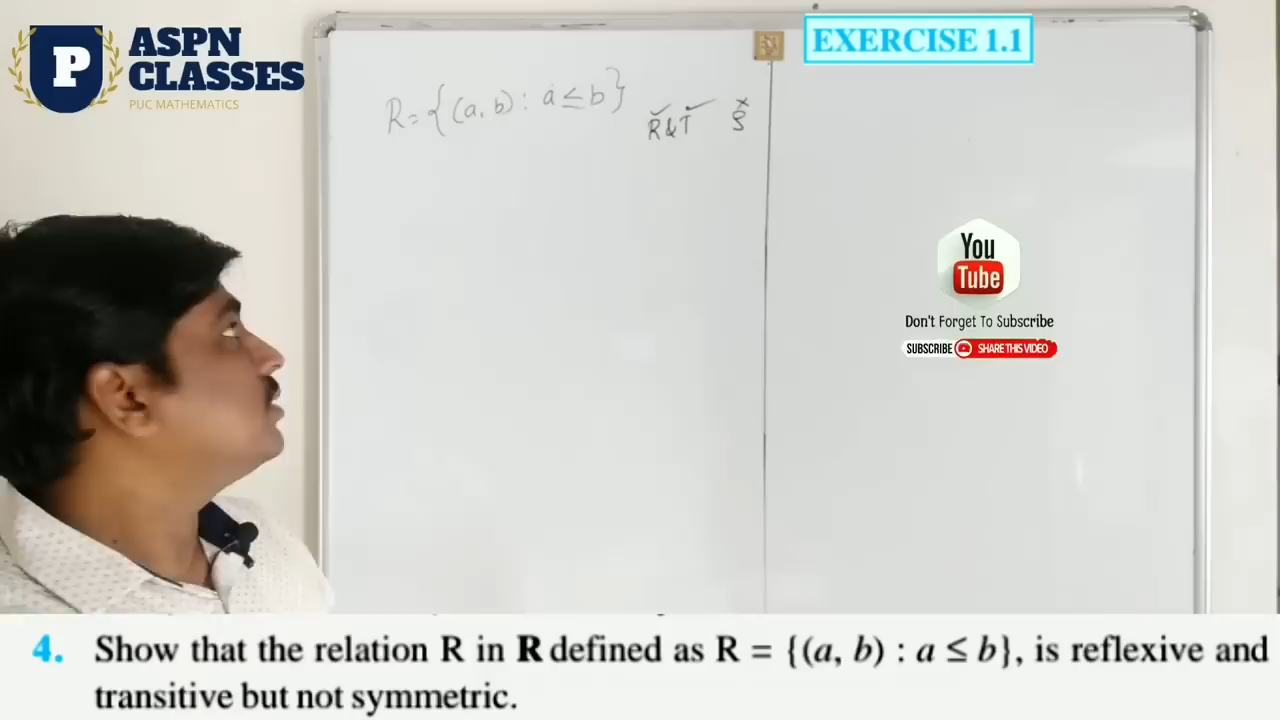 ASPN
CLASSES
PUC MATHEMATICS
P
EXERCISE 1.1
R={(a, b) : a≤b}
R&T S
You
Tube
Don't Forget To Subscribe
SUBSCRIBE SHARE THIS VIDEO
4. Show that the relation R in R defined as R = {(a, b) : a ≤ b}, is reflexive and
transitive but not symmetric.